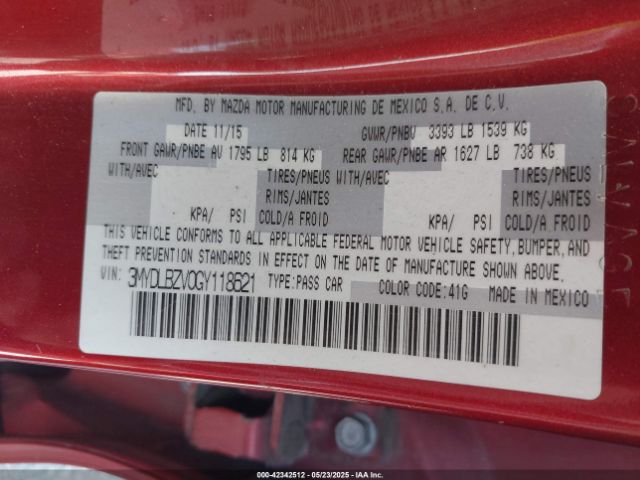 MFD. BY MAZDA MOTOR MANUFACTURING DE MEXICO S.A. DE C.V.
DATE 11/15 GVWR/PNBV 3393 LB 1539 KG
FRONT GAWR/PNBE AV 1795 LB 814 KG REAR GAWR/PNBE AR 1627 LB 738 KG
WITH/AVEC TIRES/PNEUS WITH/AVEC TIRES/PNEUS
RIMS/JANTES RIMS/JANTES
KPA/ PSI COLD/A FROID KPA/ PSI COLD/A FROID
THIS VEHICLE CONFORMS TO ALL APPLICABLE FEDERAL MOTOR VEHICLE SAFETY, BUMPER, AND
THEFT PREVENTION STANDARDS IN EFFECT ON THE DATE OF MANUFACTURE SHOWN ABOVE.
VIN: 3MYDLBZV0GY118621 TYPE: PASS CAR COLOR CODE: 41G MADE IN MEXICO
000-42342512 - 05/23/2025 - IAA Inc.